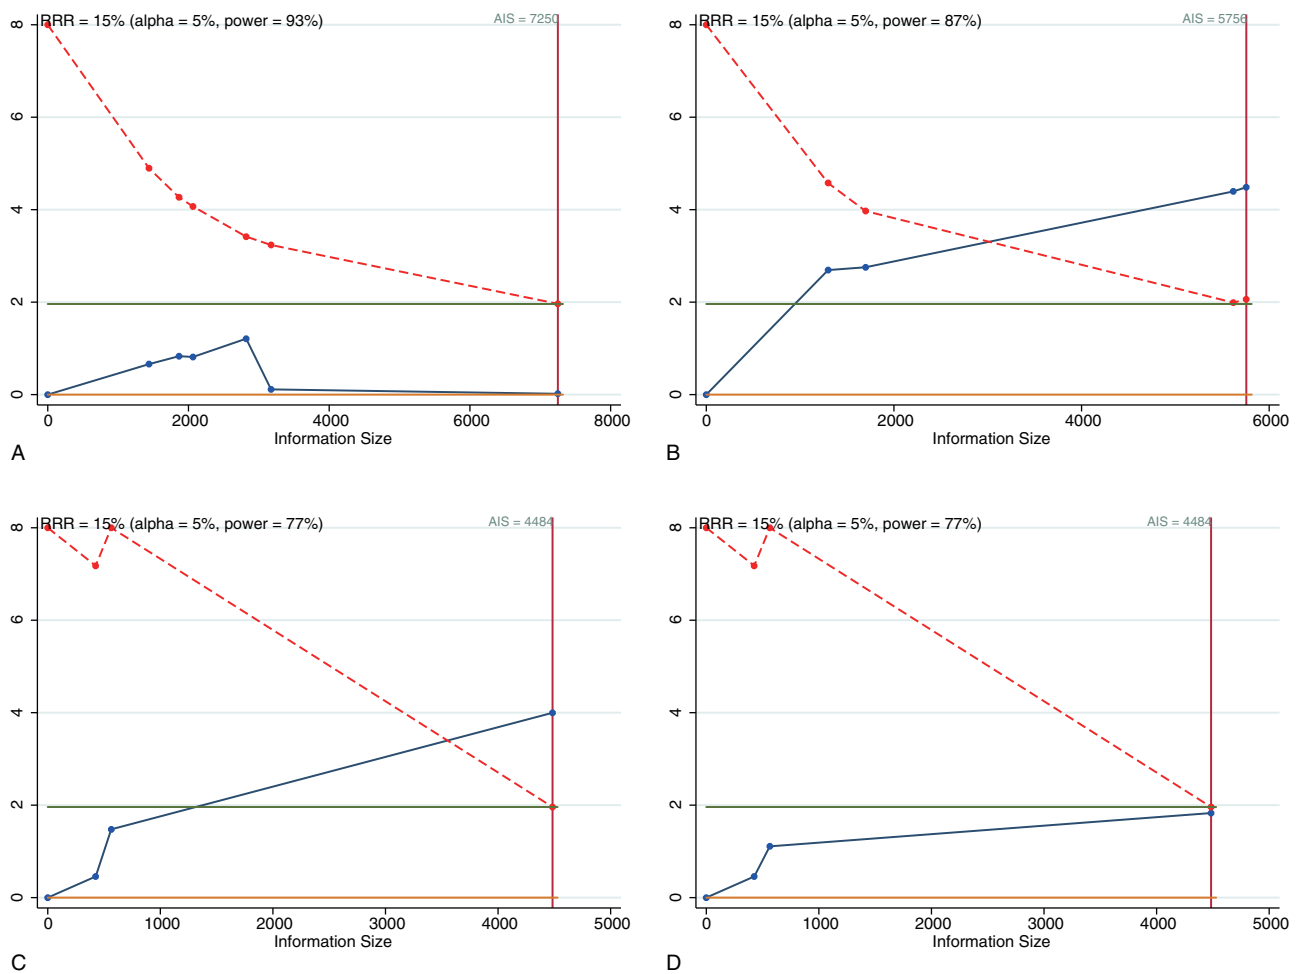 RRR = 15% (alpha = 5%, power = 93%)
AIS = 7250
8
6
4
2
0
0 2000 4000 6000 8000
Information Size
A
RRR = 15% (alpha = 5%, power = 87%)
AIS = 5756
8
6
4
2
0
0 2000 4000 6000
Information Size
B
RRR = 15% (alpha = 5%, power = 77%)
AIS = 4484
8
6
4
2
0
0 1000 2000 3000 4000 5000
Information Size
C
RRR = 15% (alpha = 5%, power = 77%)
AIS = 4484
8
6
4
2
0
0 1000 2000 3000 4000 5000
Information Size
D